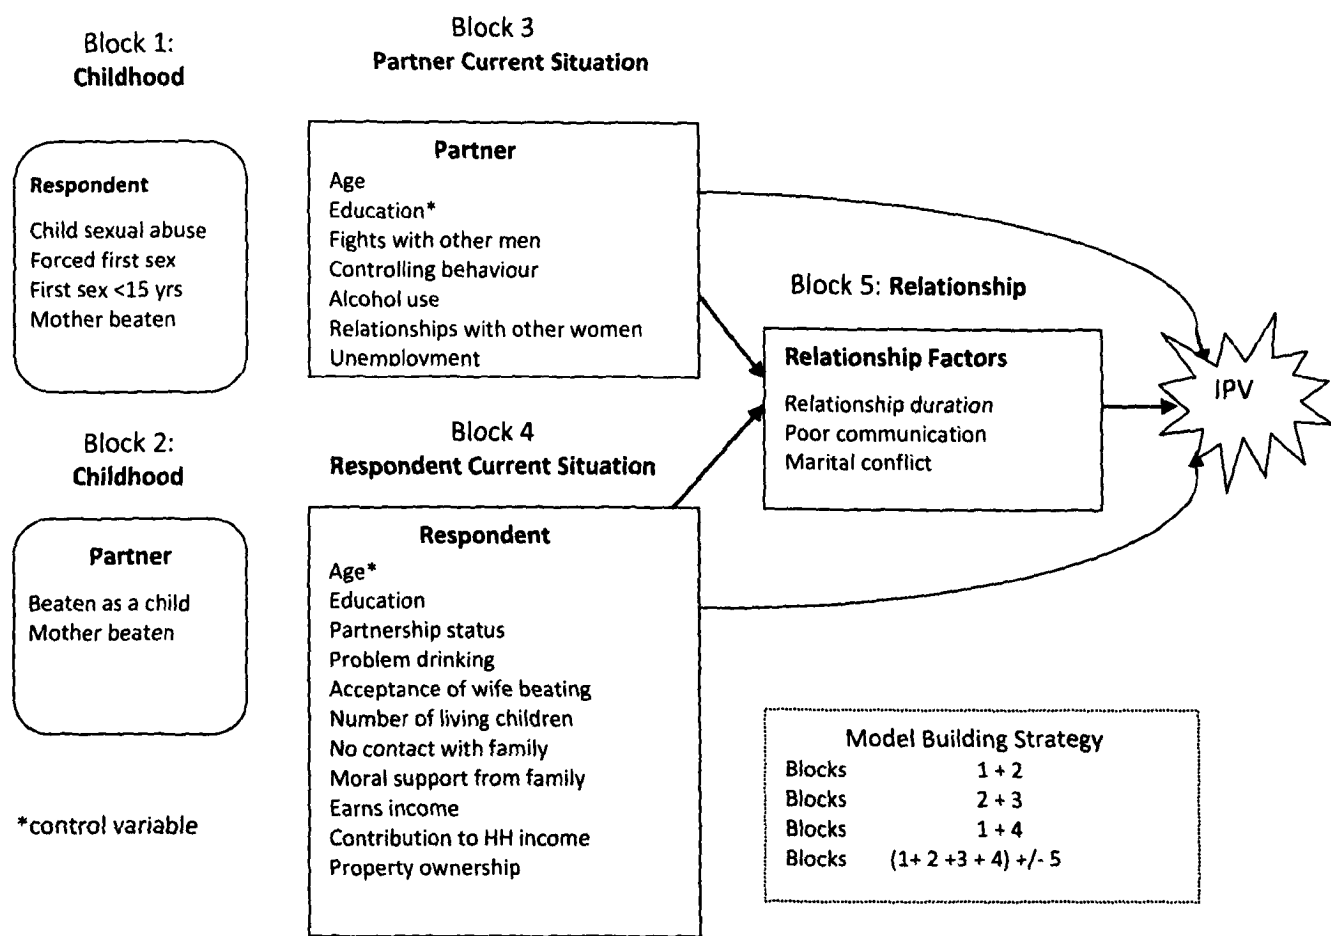 Block 1:
Childhood
Respondent
Child sexual abuse
Forced first sex
First sex <15 yrs
Mother beaten
Block 2:
Childhood
Partner
Beaten as a child
Mother beaten
*control variable
Block 3
Partner Current Situation
Partner
Age
Education*
Fights with other men
Controlling behaviour
Alcohol use
Relationships with other women
Unemployment
Block 4
Respondent Current Situation
Respondent
Age*
Education
Partnership status
Problem drinking
Acceptance of wife beating
Number of living children
No contact with family
Moral support from family
Earns income
Contribution to HH income
Property ownership
Block 5: Relationship
Relationship Factors
Relationship duration
Poor communication
Marital conflict
IPV
Model Building Strategy
Blocks 1 + 2
Blocks 2 + 3
Blocks 1 + 4
Blocks (1+ 2 +3 + 4) +/- 5